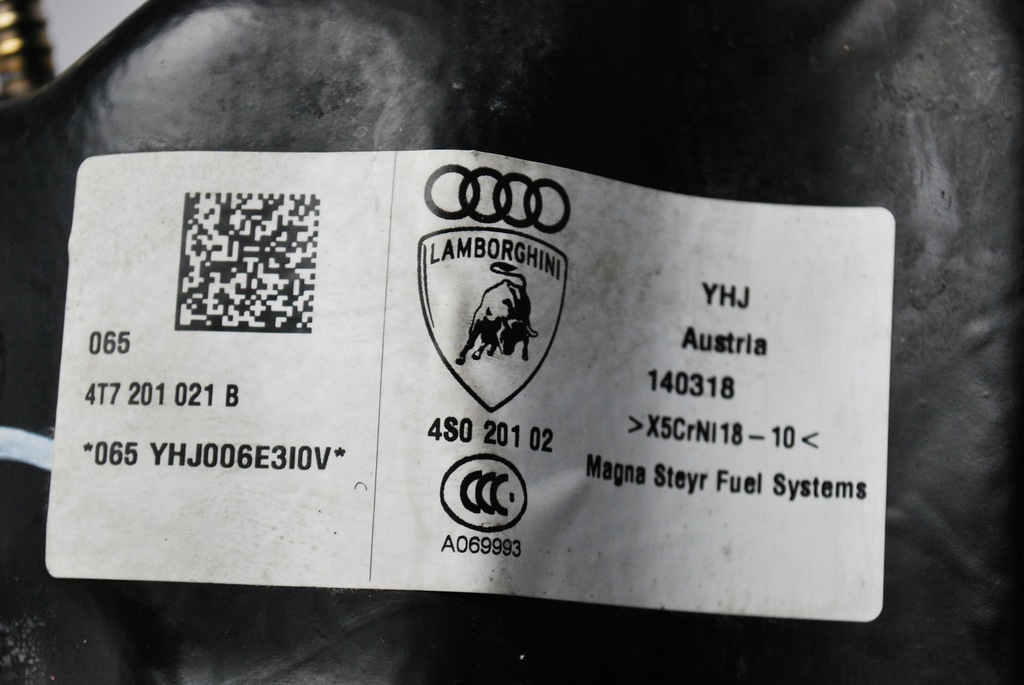 065
4T7 201 021 B
*065 YHJ006E3I0V*
LAMBORGHINI
4S0 201 02
CCC
A069993
YHJ
Austria
140318
>X5CrNi18-10<
Magna Steyr Fuel Systems